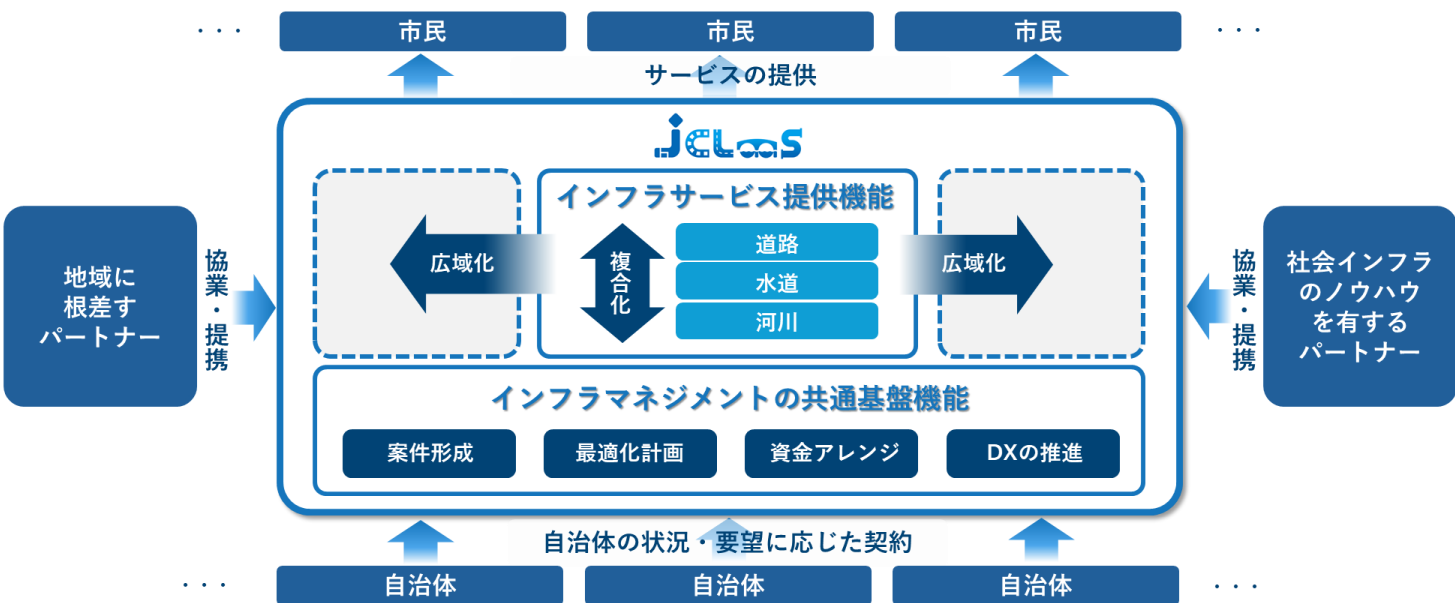 ・・・
市民
市民
市民
・・・
サービスの提供
JCLaaS
インフラサービス提供機能
広域化
複合化
道路
水道
河川
広域化
地域に
根差す
パートナー
協業・提携
協業・提携
社会インフラ
のノウハウ
を有する
パートナー
インフラマネジメントの共通基盤機能
案件形成
最適化計画
資金アレンジ
DXの推進
自治体の状況・要望に応じた契約
・・・
自治体
自治体
自治体
・・・